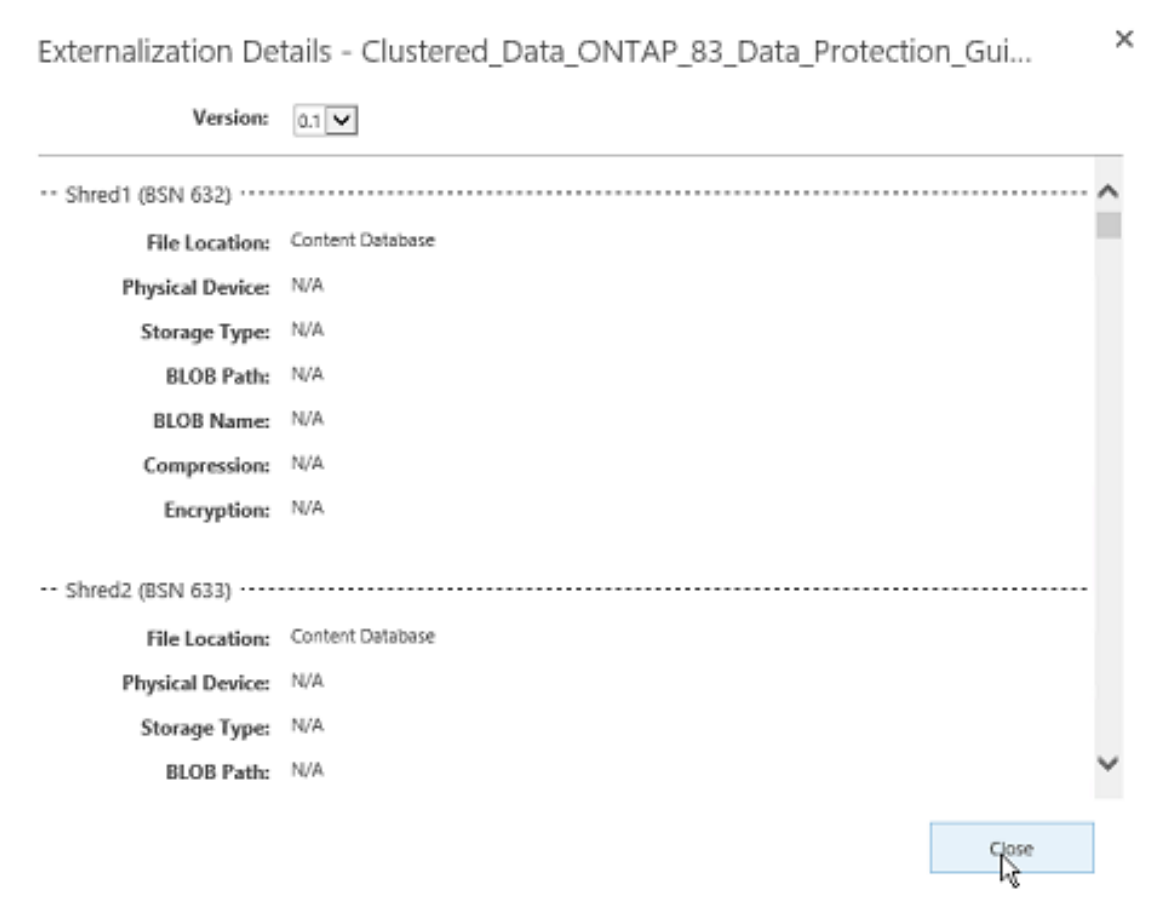 Externalization Details - Clustered_Data_ONTAP_83_Data_Protection_Gui...
Version: 0.1
-- Shred1 (BSN 632)
File Location: Content Database
Physical Device: N/A
Storage Type: N/A
BLOB Path: N/A
BLOB Name: N/A
Compression: N/A
Encryption: N/A
-- Shred2 (BSN 633)
File Location: Content Database
Physical Device: N/A
Storage Type: N/A
BLOB Path: N/A
Close